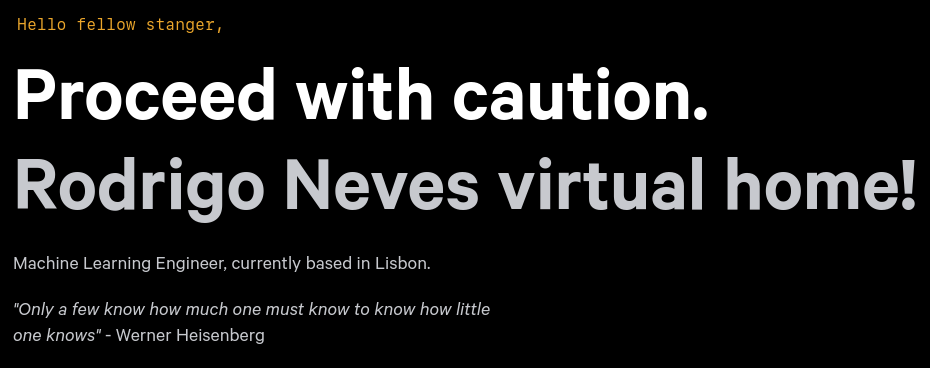 Hello fellow stanger,
Proceed with caution.
Rodrigo Neves virtual home!
Machine Learning Engineer, currently based in Lisbon.
"Only a few know how much one must know to know how little
one knows" - Werner Heisenberg